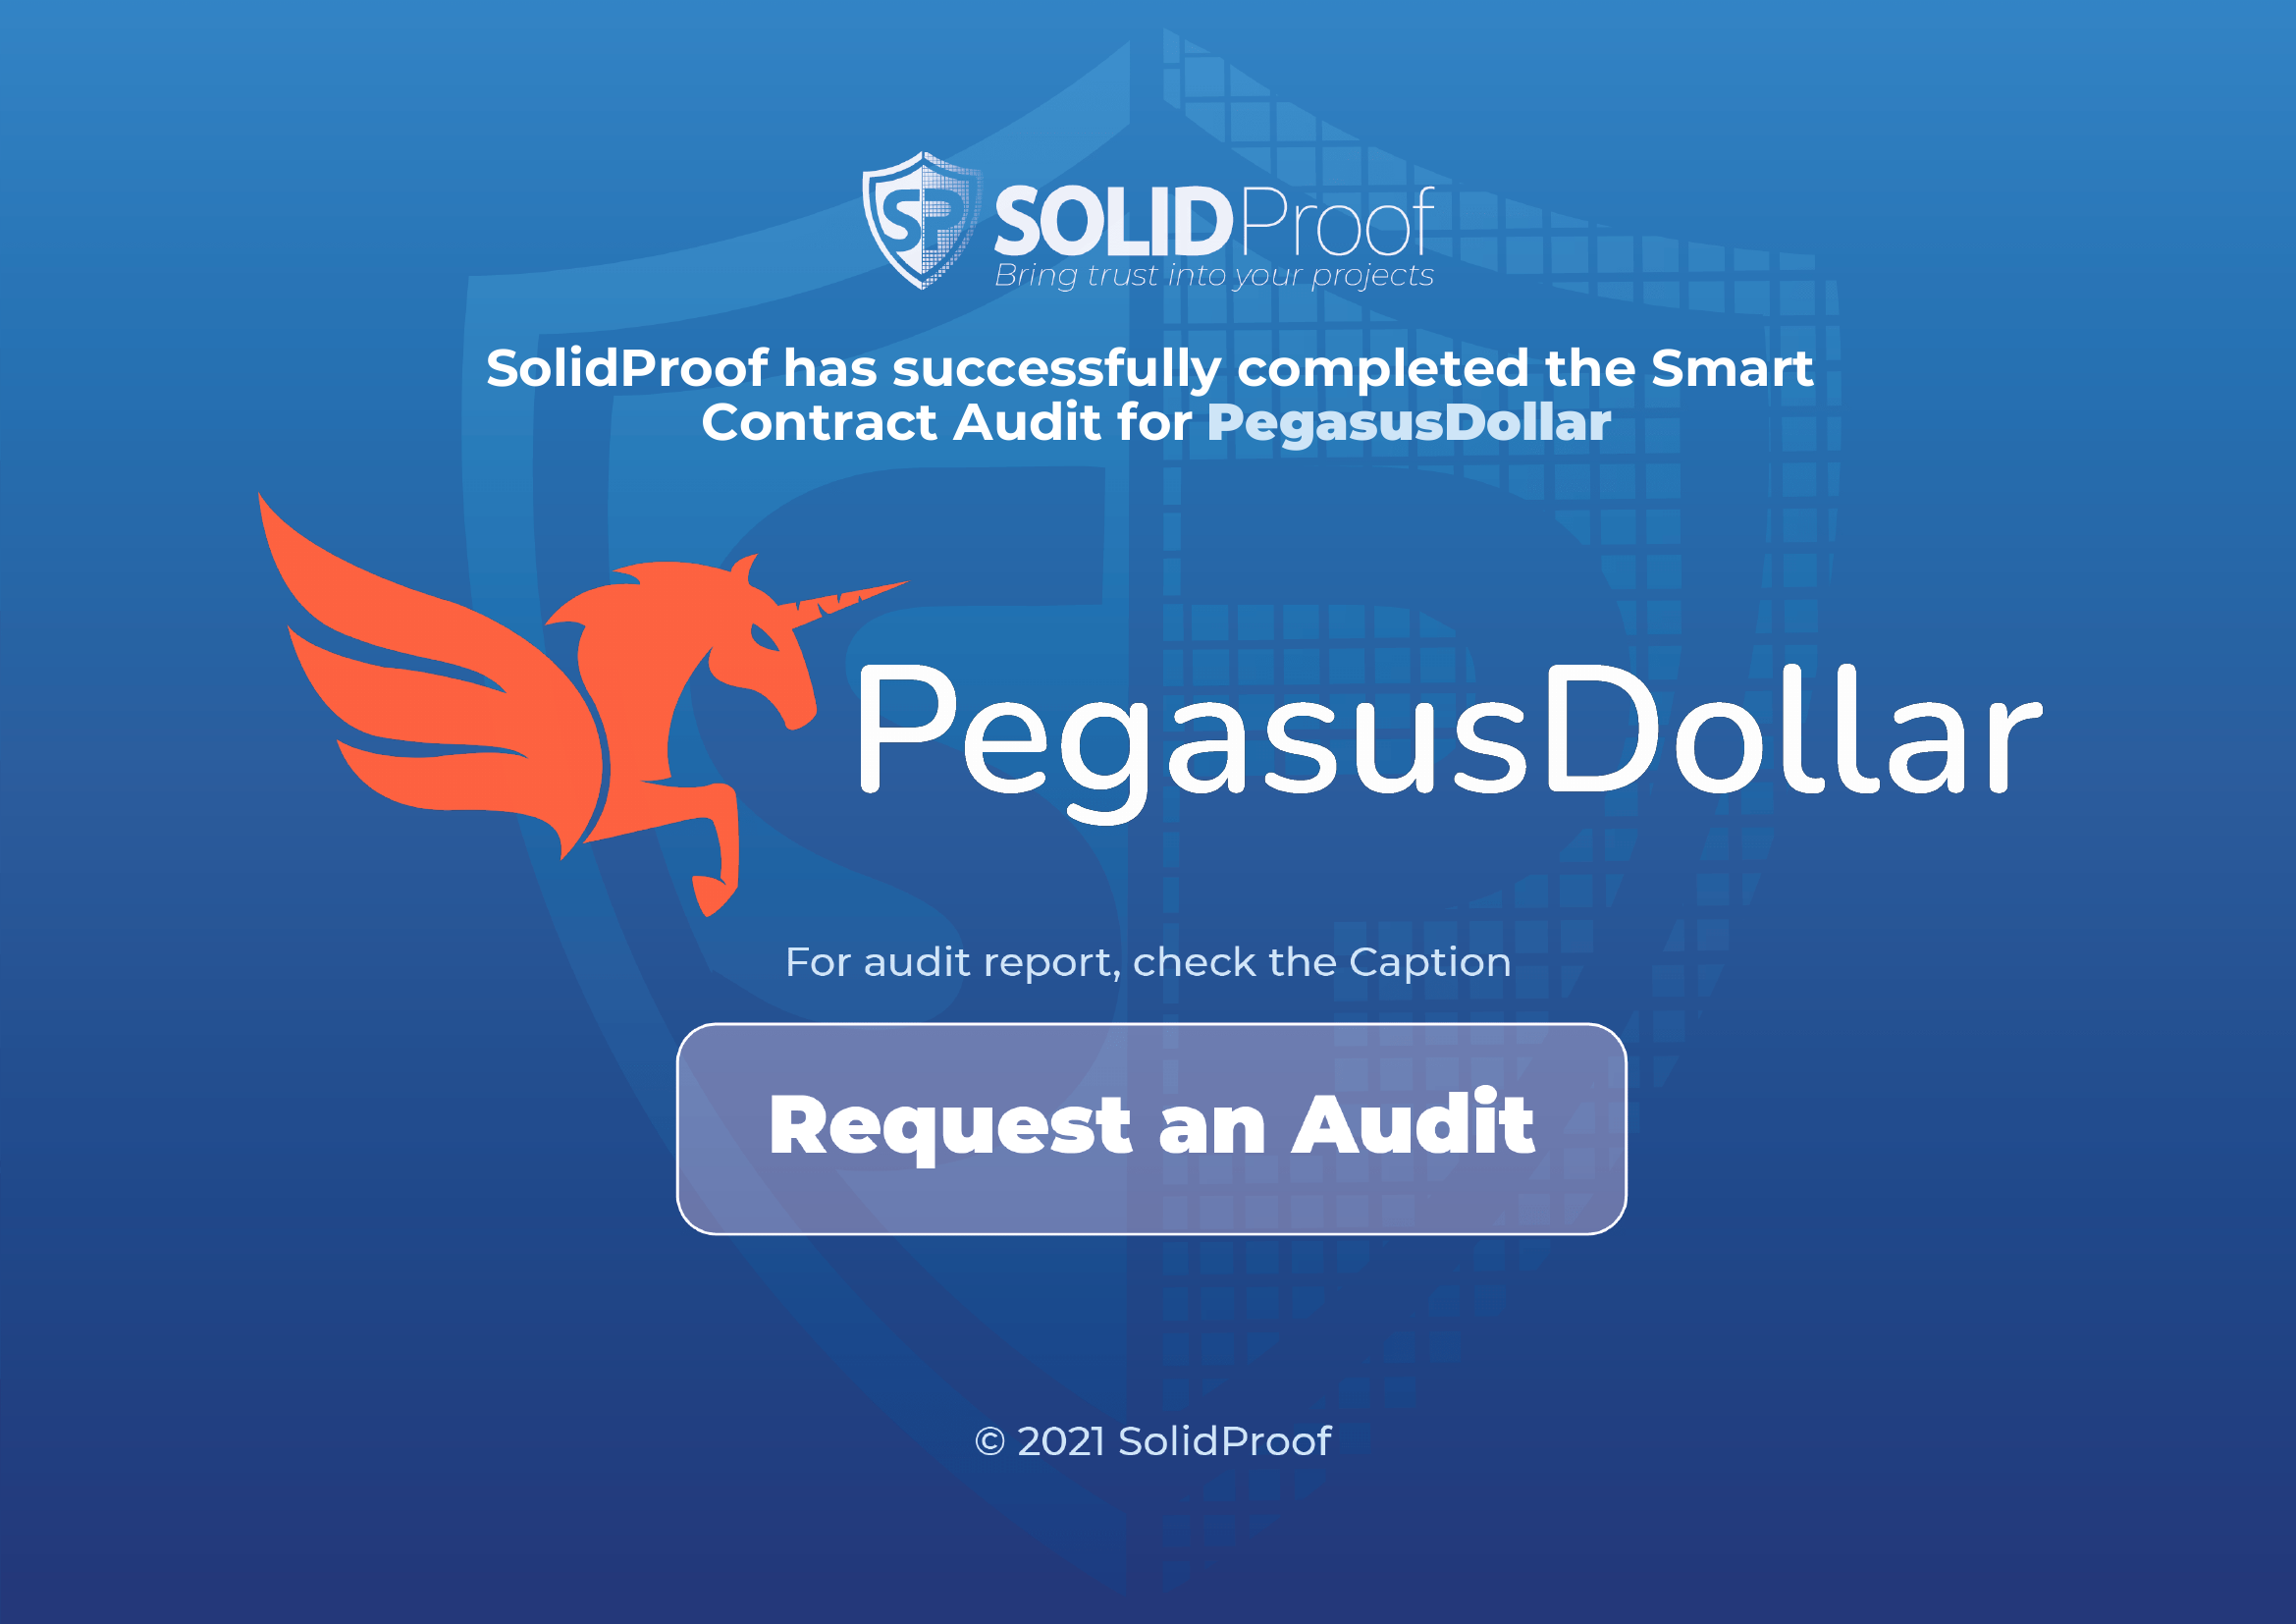 SP SOLIDProof
Bring trust into your projects
SolidProof has successfully completed the Smart
Contract Audit for PegasusDollar
PegasusDollar
For audit report, check the Caption
Request an Audit
© 2021 SolidProof